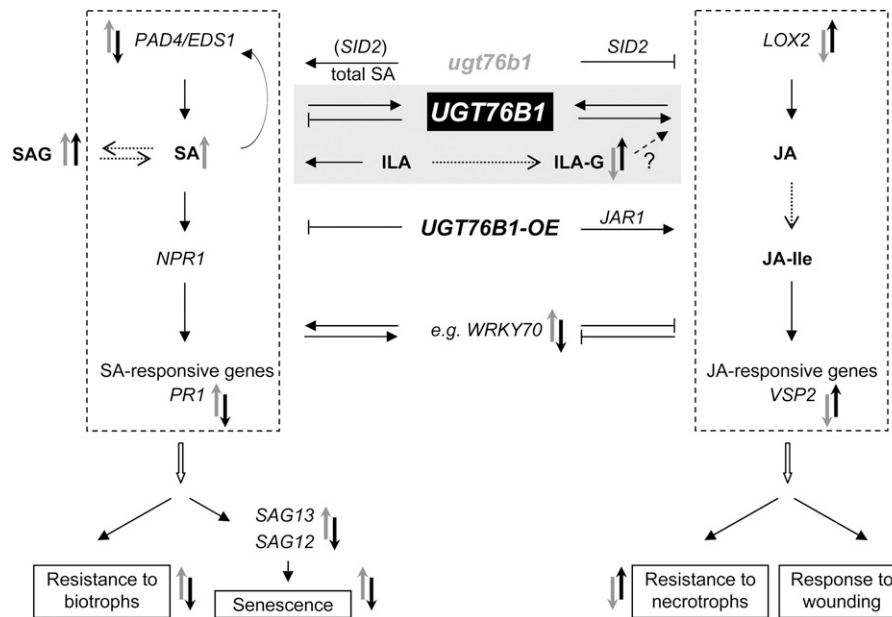 PAD4/EDS1
(SID2)
total SA
ugt76b1
SID2
LOX2
UGT76B1
SAG
SA
ILA
ILA-G
?
JA
UGT76B1-OE
JAR1
NPR1
JA-Ile
e.g. WRKY70
SA-responsive genes
PR1
JA-responsive genes
VSP2
SAG13
SAG12
Resistance to
biotrophs
Senescence
Resistance to
necrotrophs
Response to
wounding